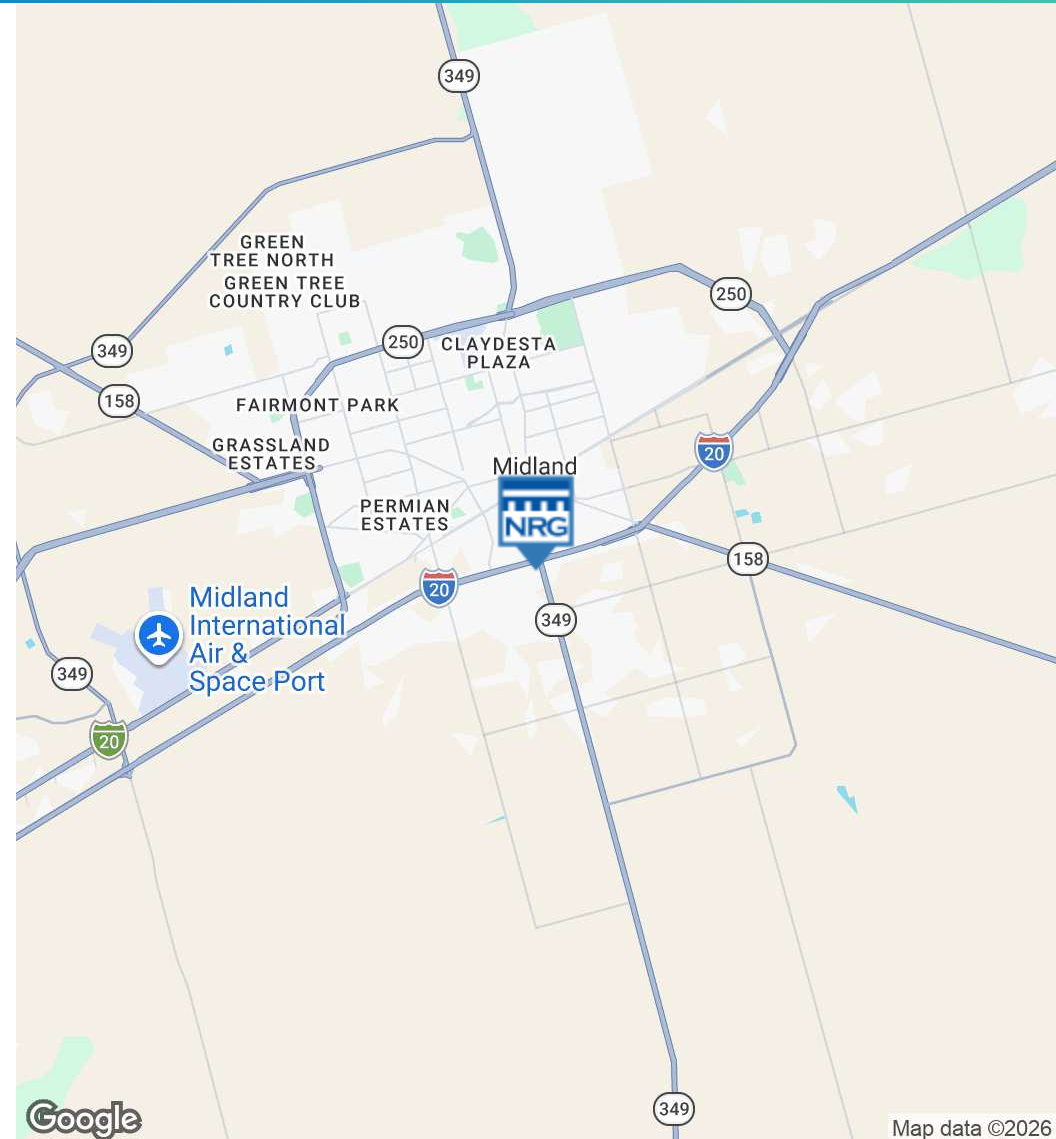 349
GREEN
TREE NORTH
GREEN TREE
COUNTRY CLUB
250
250
CLAYDESTA
PLAZA
349
158
FAIRMONT PARK
GRASSLAND
ESTATES
20
Midland
PERMIAN
ESTATES
NRG
158
20
349
Midland
International
Air &
Space Port
349
20
349
Google
Map data ©2026